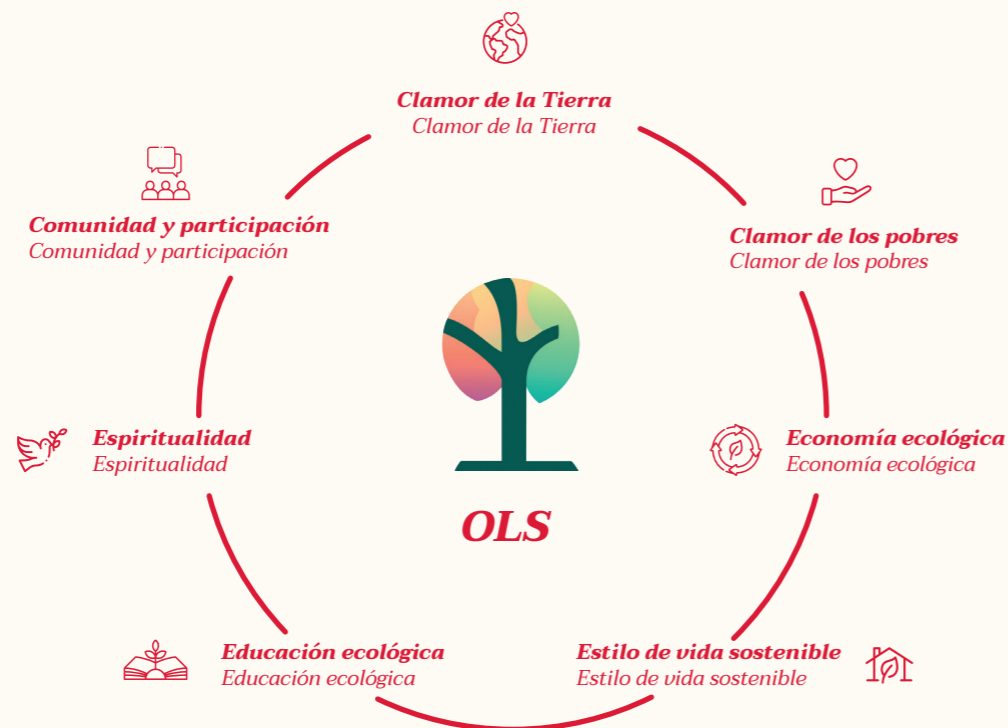 Clamor de la Tierra
Clamor de la Tierra
Clamor de los pobres
Clamor de los pobres
Economía ecológica
Economía ecológica
Estilo de vida sostenible
Estilo de vida sostenible
Educación ecológica
Educación ecológica
Espiritualidad
Espiritualidad
Comunidad y participación
Comunidad y participación
OLS